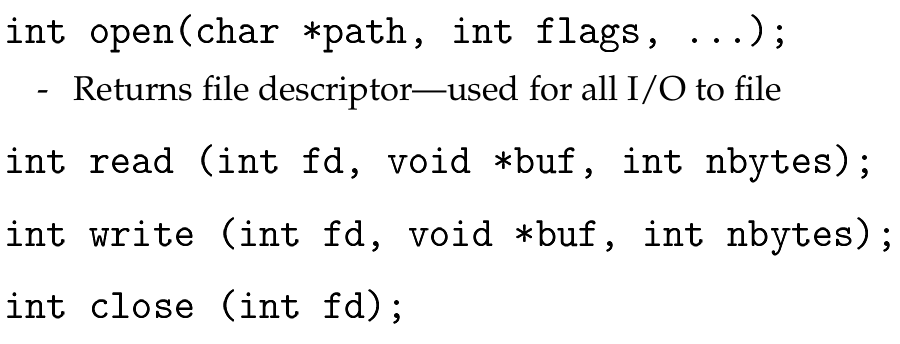 int open(char *path, int flags, ...);
- Returns file descriptor—used for all I/O to file
int read (int fd, void *buf, int nbytes);
int write (int fd, void *buf, int nbytes);
int close (int fd);